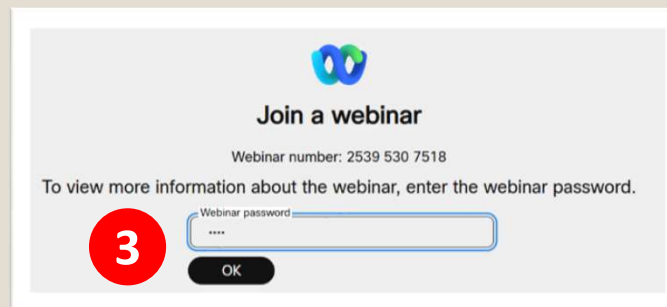 Join a webinar
Webinar number: 2539 530 7518
To view more information about the webinar, enter the webinar password.
Webinar password
....
3
OK